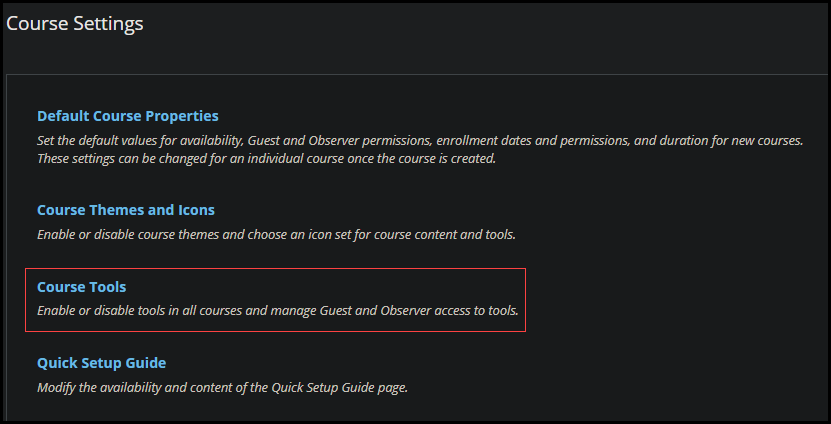 Course Settings
Default Course Properties
Set the default values for availability, Guest and Observer permissions, enrollment dates and permissions, and duration for new courses.
These settings can be changed for an individual course once the course is created.
Course Themes and Icons
Enable or disable course themes and choose an icon set for course content and tools.
Course Tools
Enable or disable tools in all courses and manage Guest and Observer access to tools.
Quick Setup Guide
Modify the availability and content of the Quick Setup Guide page.